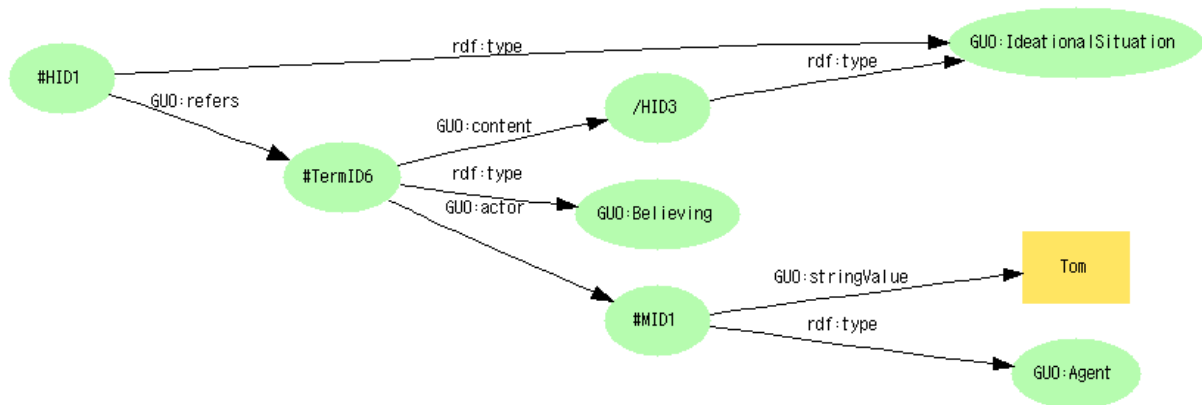 rdf:type
GUO:IdeationalSituation
#HID1
rdf:type
GUO:refers
/HID3
GUO:content
#TermID6
rdf:type
GUO:actor
GUO:Believing
Tom
GUO:stringValue
#MID1
rdf:type
GUO:Agent